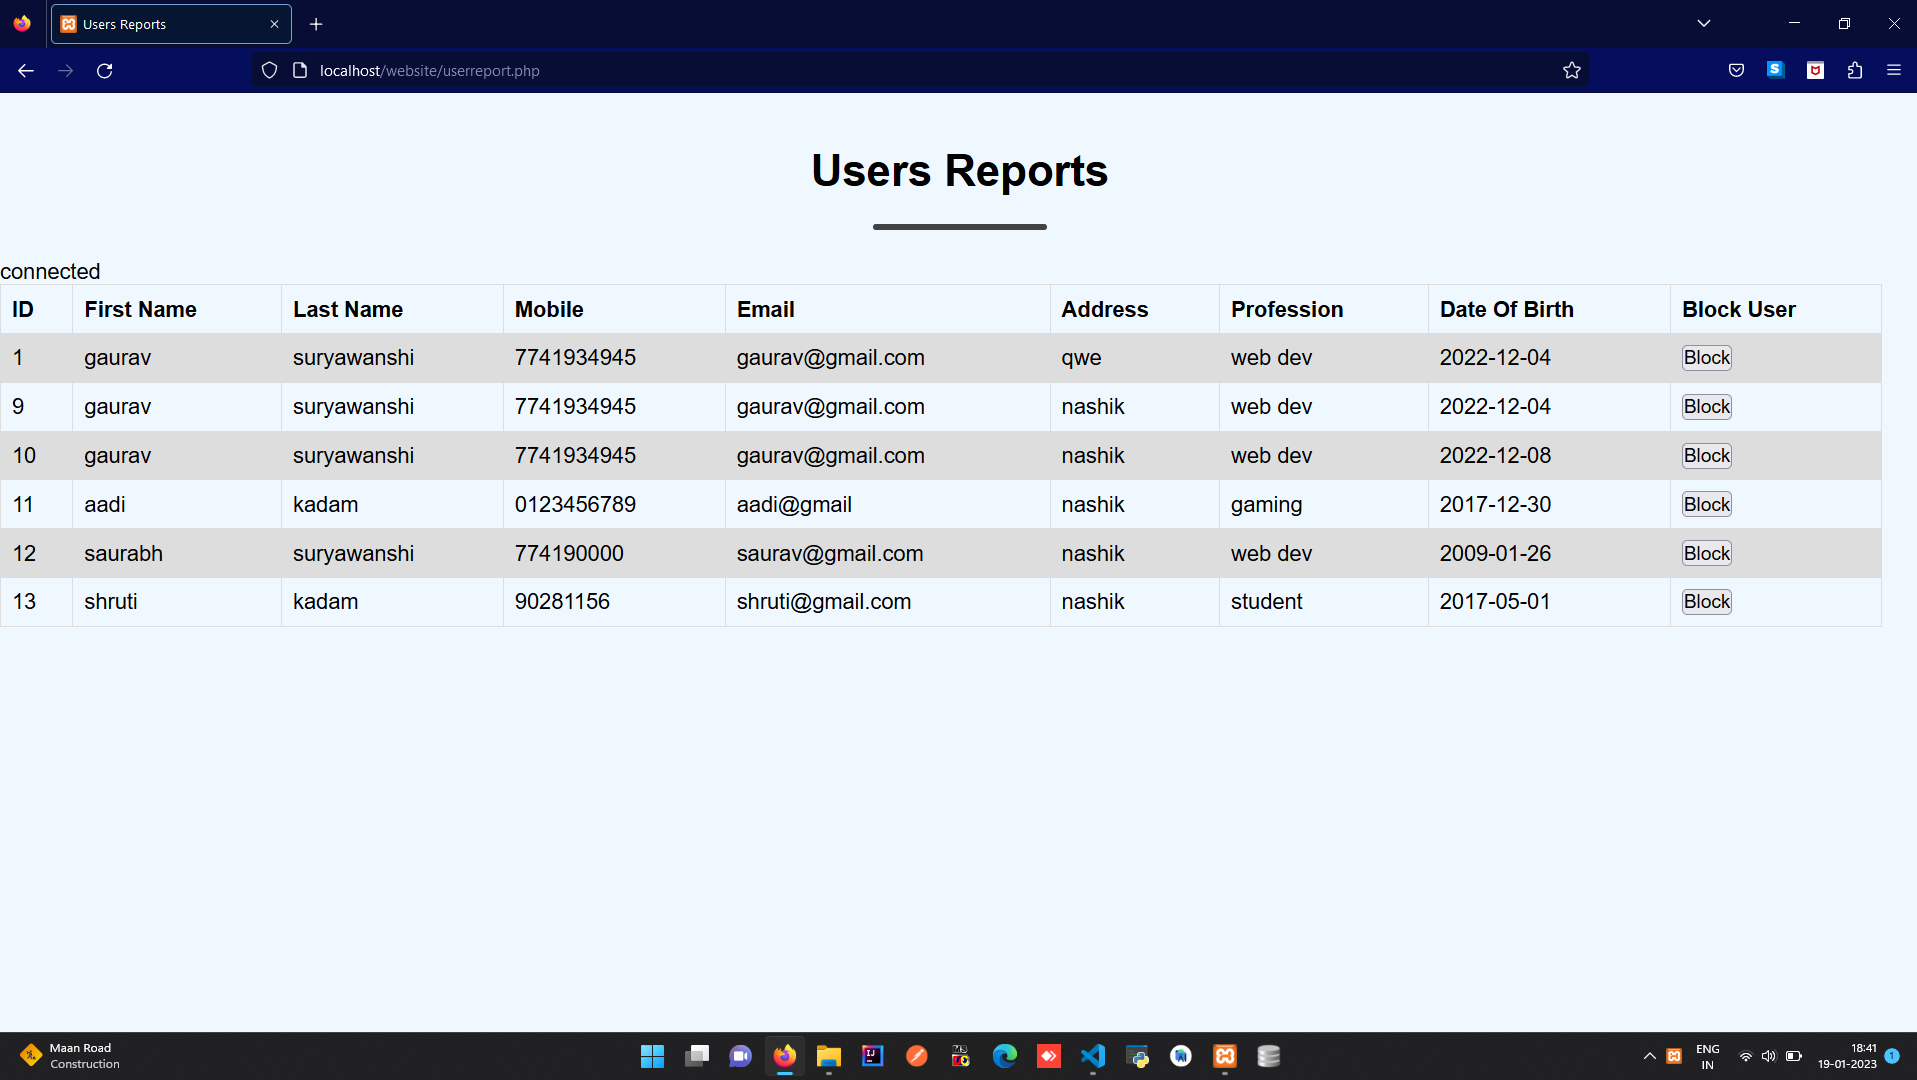 Users Reports
localhost/website/userreport.php
Users Reports
connected
ID First Name Last Name Mobile Email Address Profession Date Of Birth Block User
1 gaurav suryawanshi 7741934945 gaurav@gmail.com qwe web dev 2022-12-04 Block
9 gaurav suryawanshi 7741934945 gaurav@gmail.com nashik web dev 2022-12-04 Block
10 gaurav suryawanshi 7741934945 gaurav@gmail.com nashik web dev 2022-12-08 Block
11 aadi kadam 0123456789 aadi@gmail nashik gaming 2017-12-30 Block
12 saurabh suryawanshi 774190000 saurav@gmail.com nashik web dev 2009-01-26 Block
13 shruti kadam 90281156 shruti@gmail.com nashik student 2017-05-01 Block
Maan Road
Construction
ENG
IN
18:41
19-01-2023
1